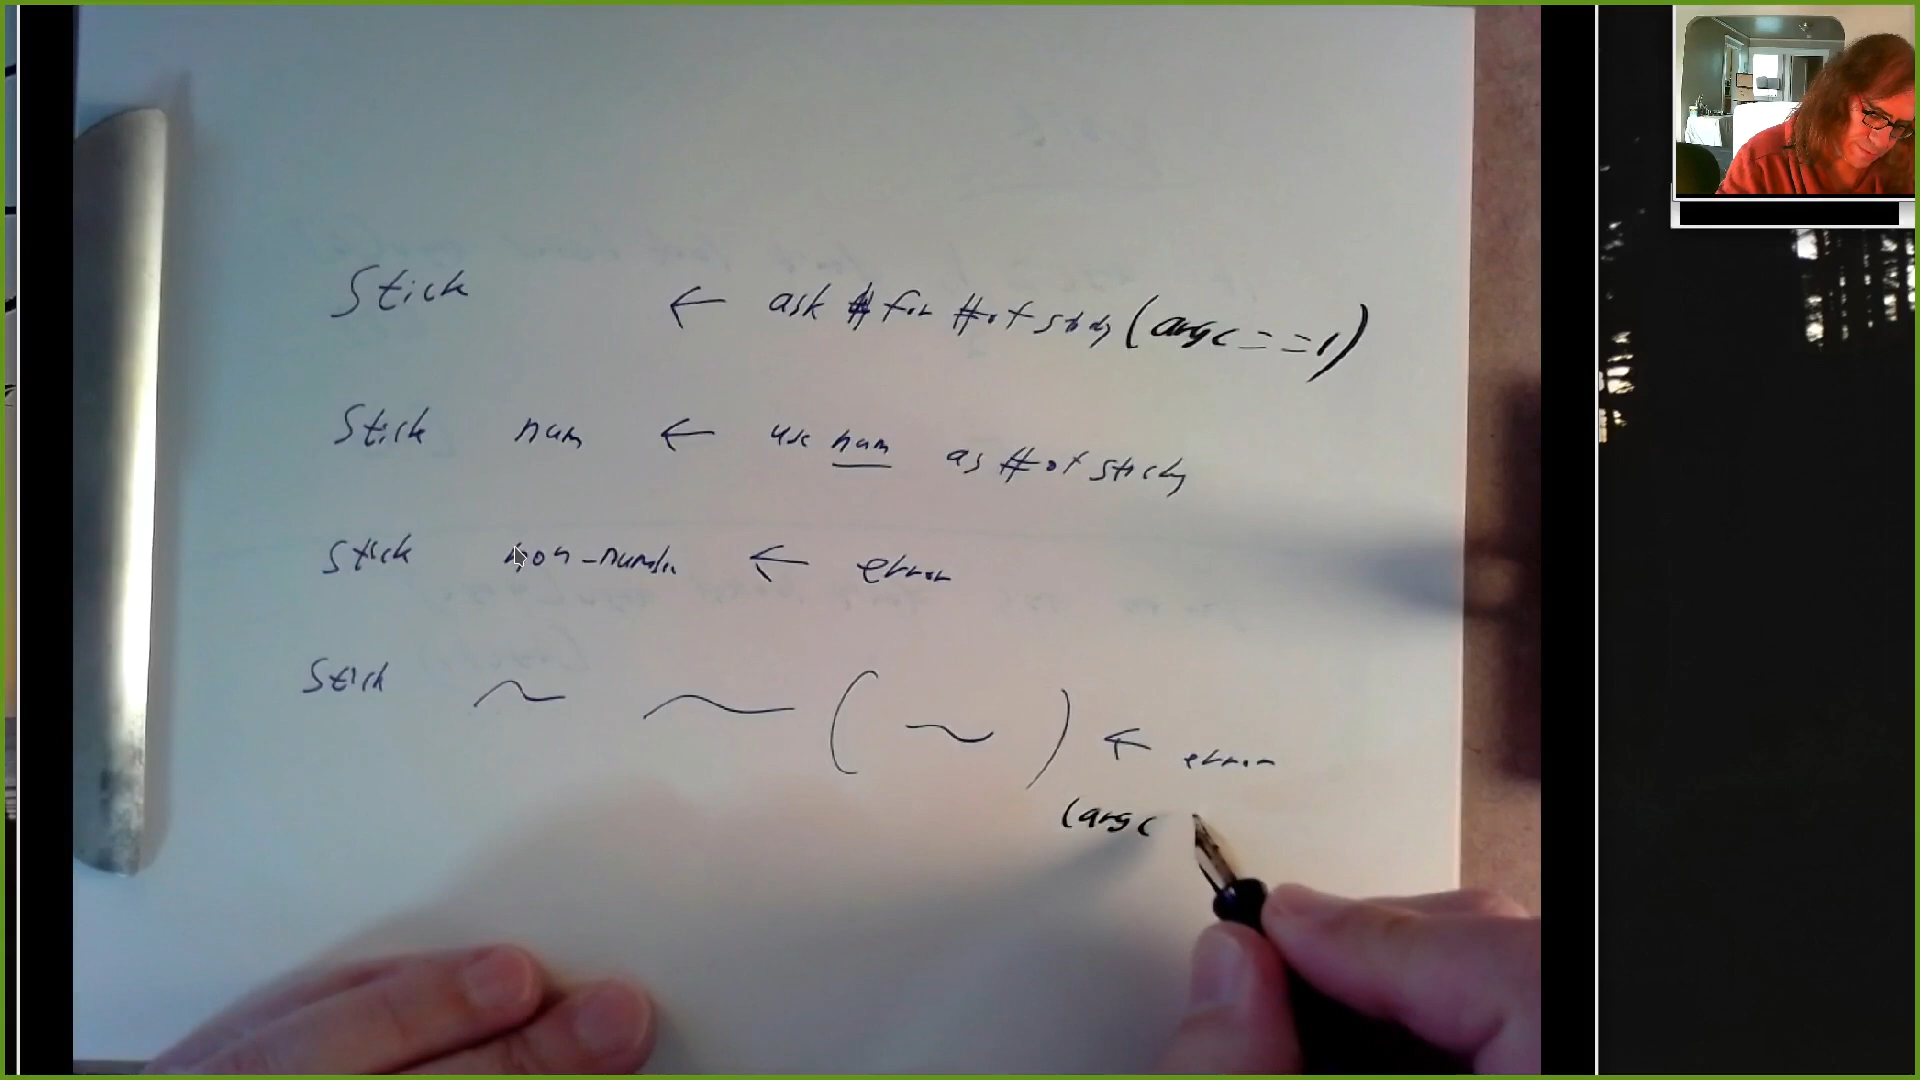 Stick ← ask # for # of sticks (argc == 1)
Stick num ← use num as # of sticks
Stick non-number ← error
Stick ~ ~ ( ~ ) ← error
(argc